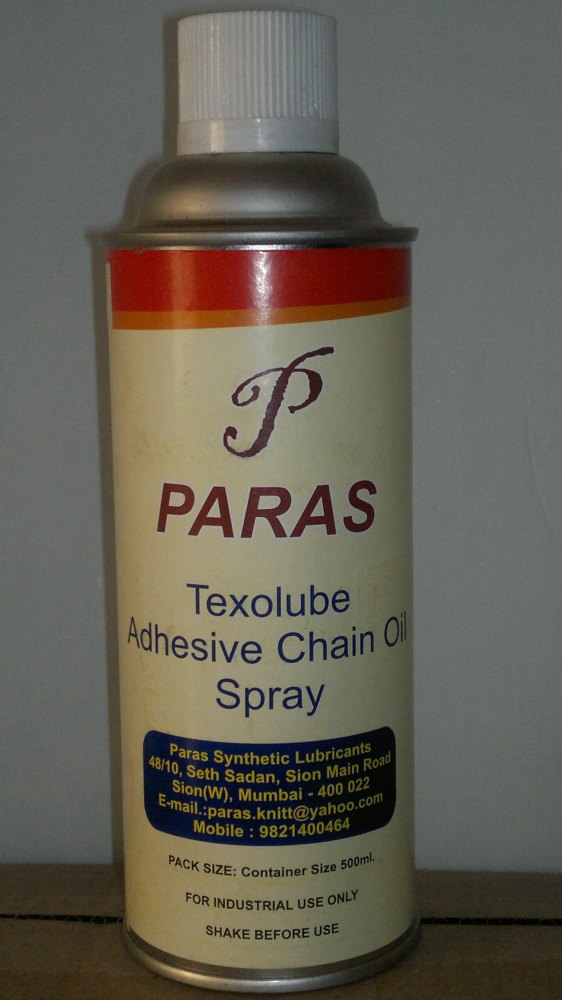 P
PARAS
Texolube
Adhesive Chain Oil
Spray
Paras Synthetic Lubricants
48/10, Seth Sadan, Sion Main Road
Sion(W), Mumbai - 400 022
E-mail.:paras.knitt@yahoo.com
Mobile : 9821400464
PACK SIZE: Container Size 500ml.
FOR INDUSTRIAL USE ONLY
SHAKE BEFORE USE